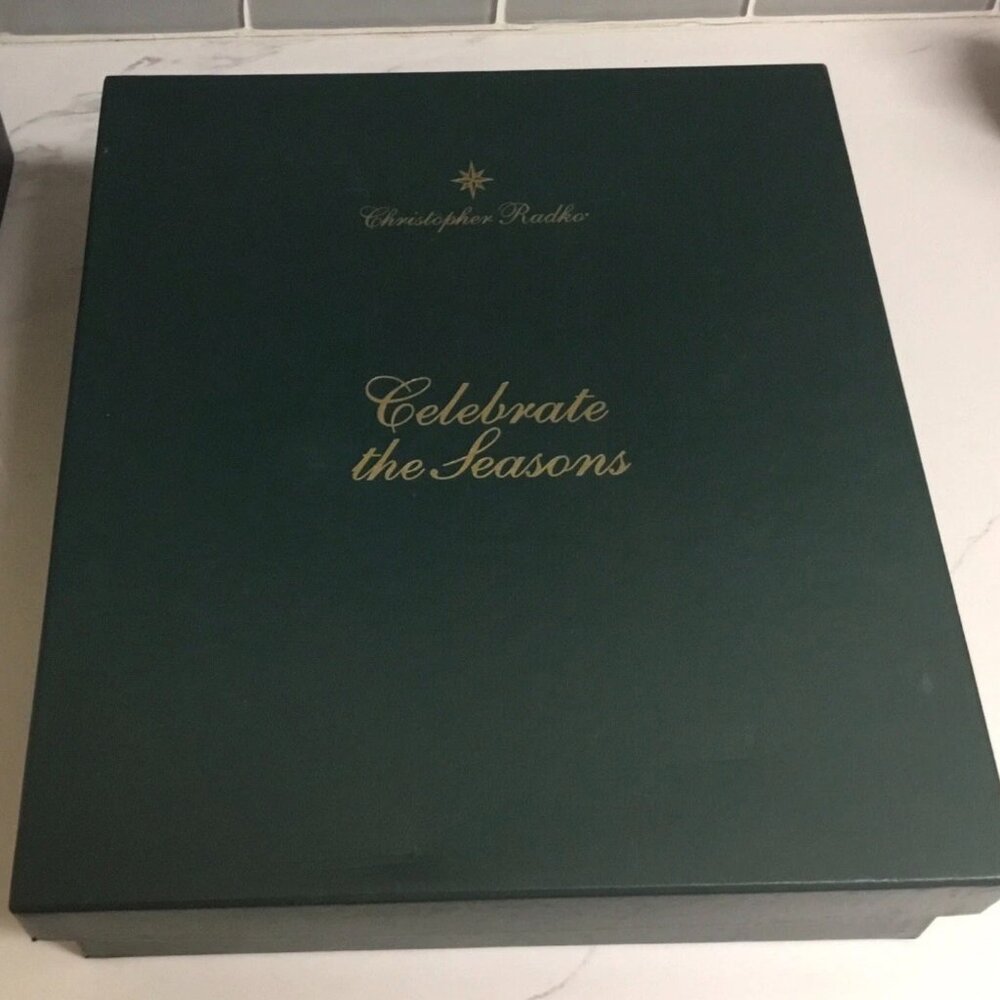 Christopher Radko
Celebrate
the Seasons